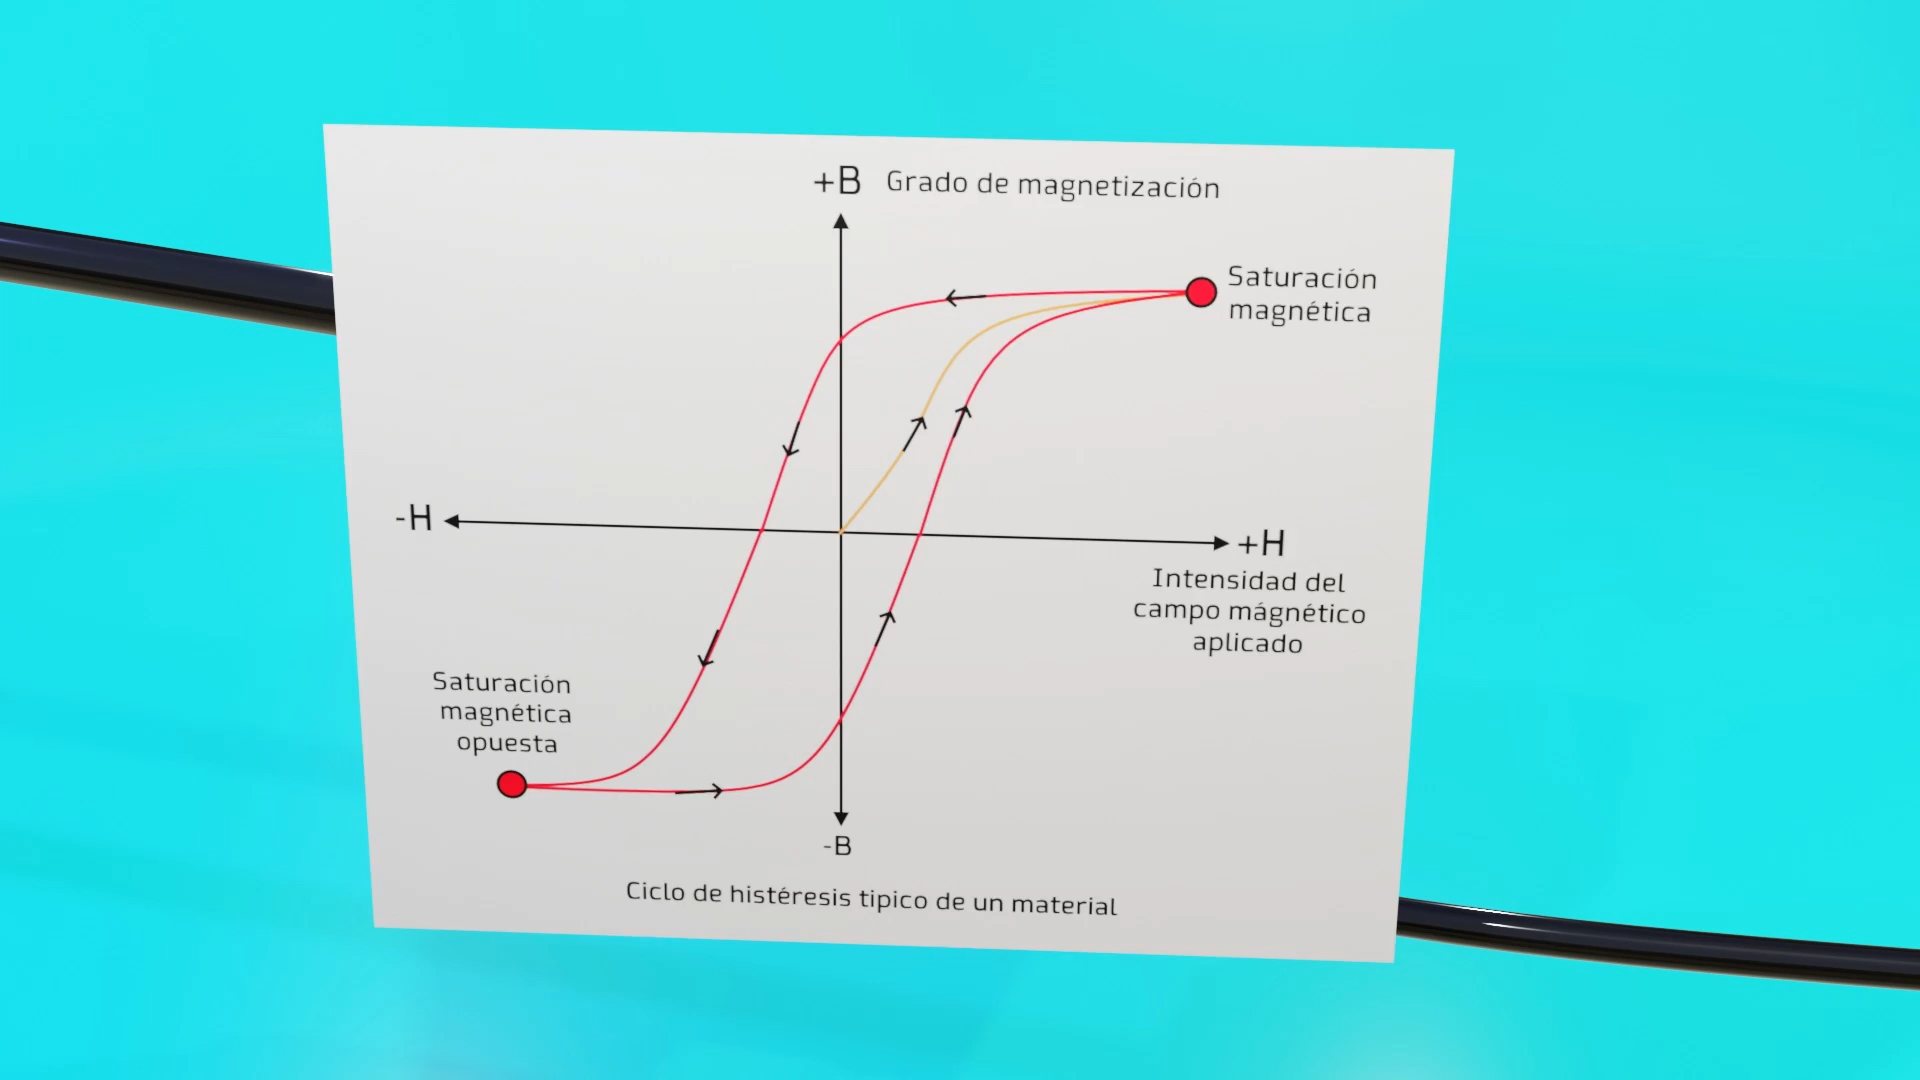 +B Grado de magnetización
Saturación
magnética
-H
+H
Intensidad del
campo mágnético
aplicado
Saturación
magnética
opuesta
-B
Ciclo de histéresis tipico de un material